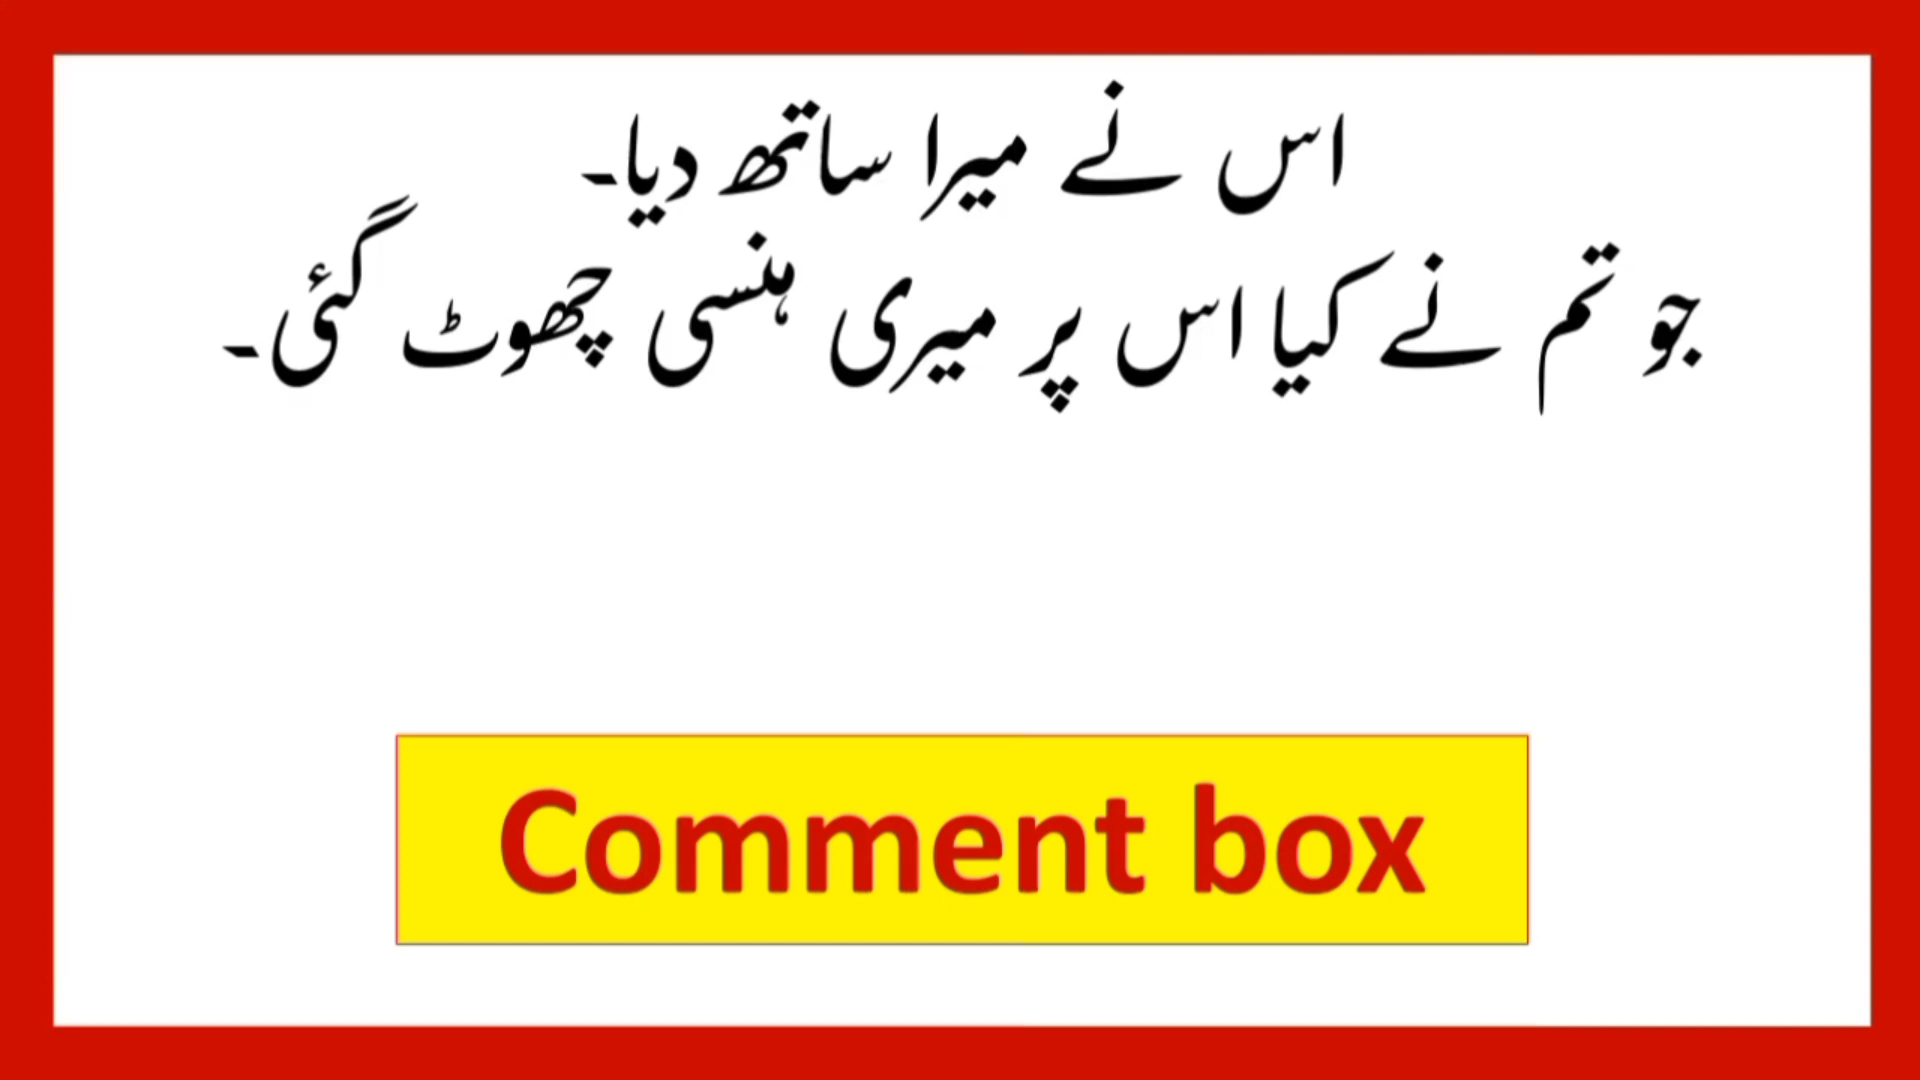 اس نے میرا ساتھ دیا۔
جو تم نے کیا اس پر میری ہنسی چھوٹ گئی۔
Comment box